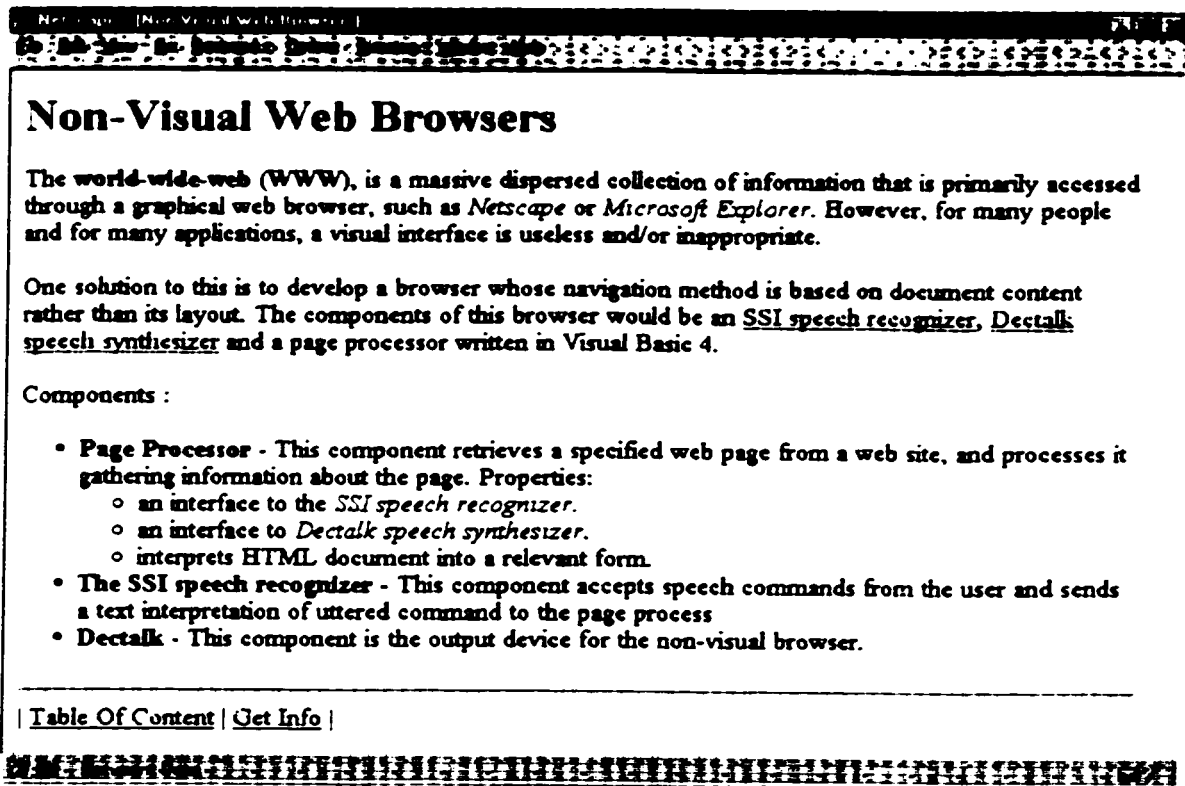 Netscape - [Non-Visual Web Browser ]
Non-Visual Web Browsers
The world-wide-web (WWW), is a massive dispersed collection of information that is primarily accessed
through a graphical web browser, such as Netscape or Microsoft Explorer. However, for many people
and for many applications, a visual interface is useless and/or inappropriate.
One solution to this is to develop a browser whose navigation method is based on document content
rather than its layout. The components of this browser would be an SSI speech recognizer, Dectalk
speech synthesizer and a page processor written in Visual Basic 4.
Components :
• Page Processor - This component retrieves a specified web page from a web site, and processes it
gathering information about the page. Properties:
o an interface to the SSI speech recognizer.
o an interface to Dectalk speech synthesizer.
o interprets HTML document into a relevant form.
• The SSI speech recognizer - This component accepts speech commands from the user and sends
a text interpretation of uttered command to the page process
• Dectalk - This component is the output device for the non-visual browser.
| Table Of Content | Get Info |